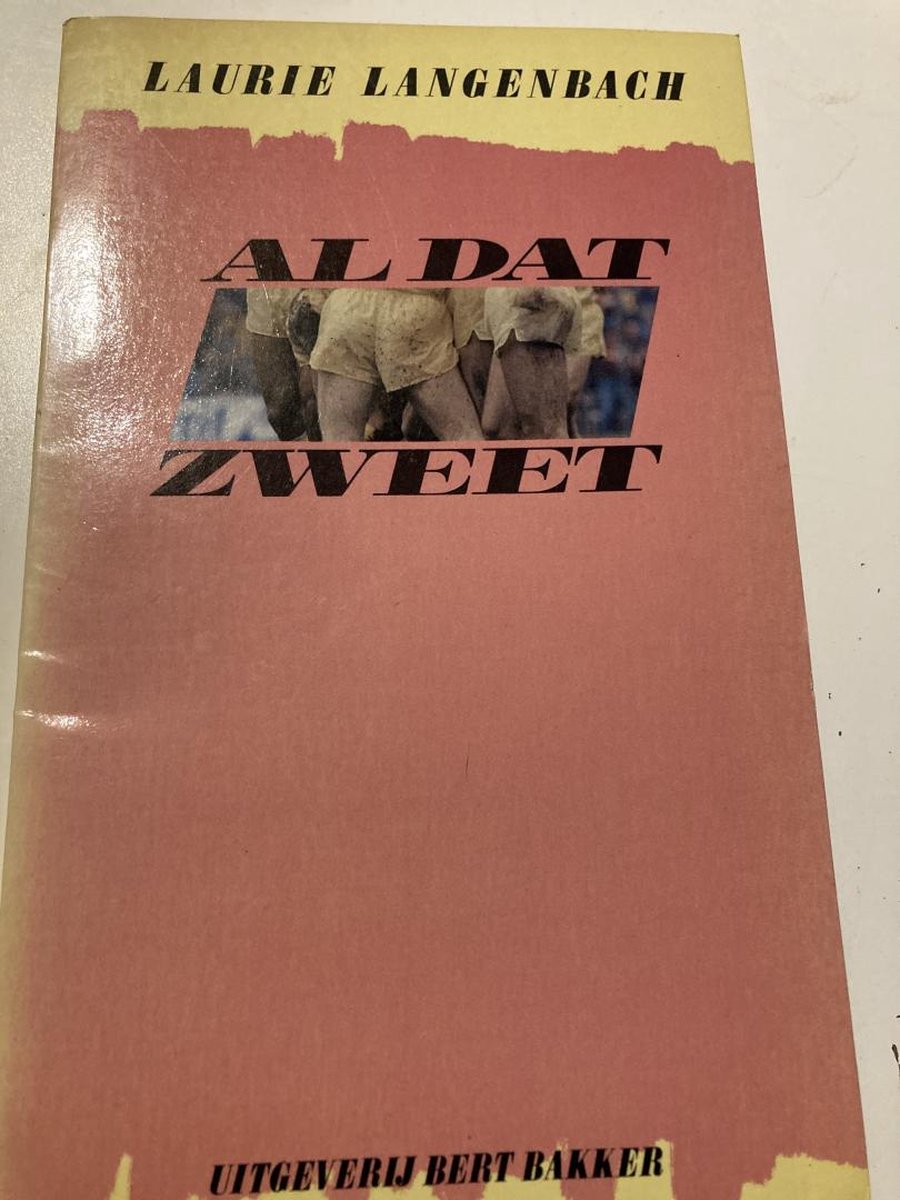 LAURIE LANGENBACH
AL DAT
ZWEET
UITGEVERIJ BERT BAKKER